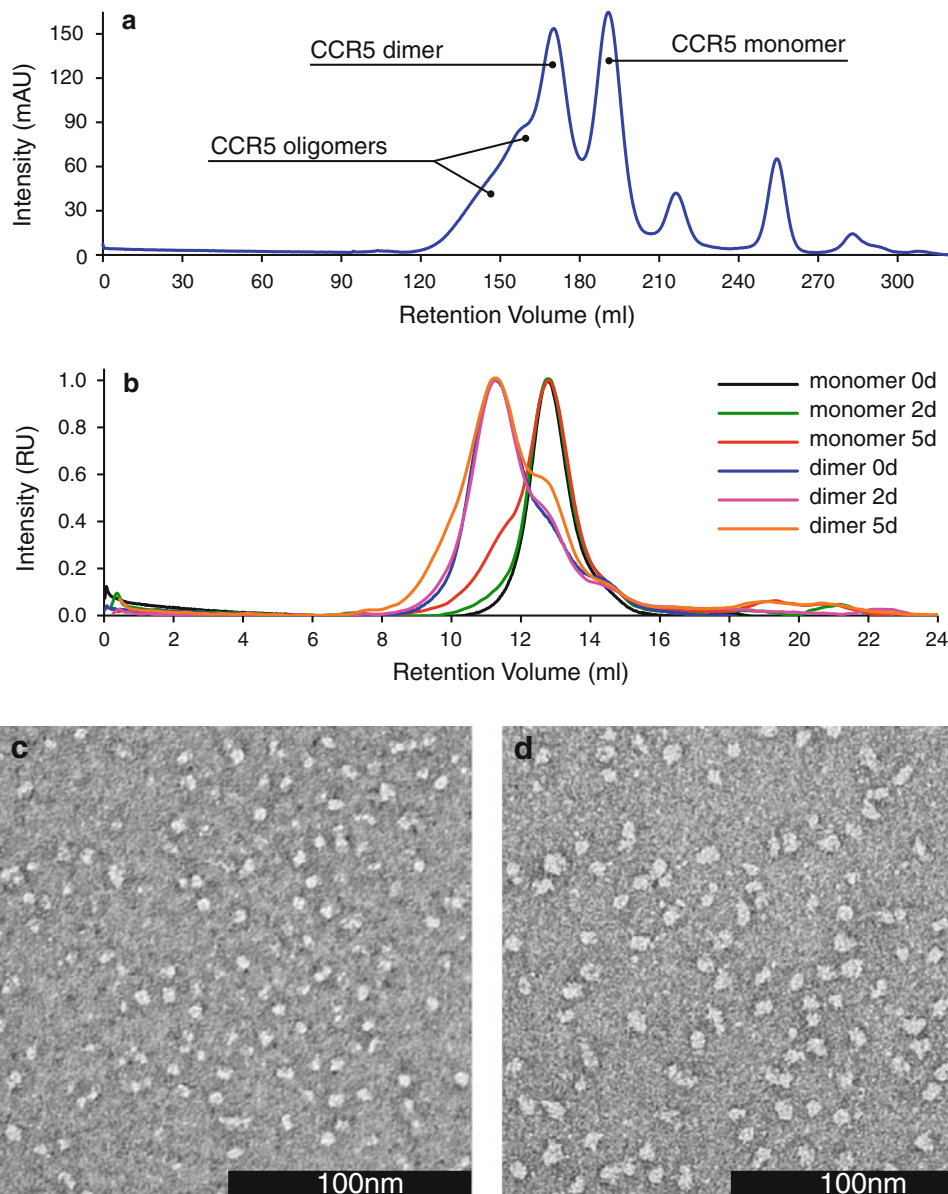 a
CCR5 dimer
CCR5 monomer
CCR5 oligomers
Intensity (mAU)
150
120
90
60
30
0
0 30 60 90 120 150 180 210 240 270 300
Retention Volume (ml)
b
monomer 0d
monomer 2d
monomer 5d
dimer 0d
dimer 2d
dimer 5d
Intensity (RU)
1.0
0.8
0.6
0.4
0.2
0.0
0 2 4 6 8 10 12 14 16 18 20 22 24
Retention Volume (ml)
c
d
100nm
100nm